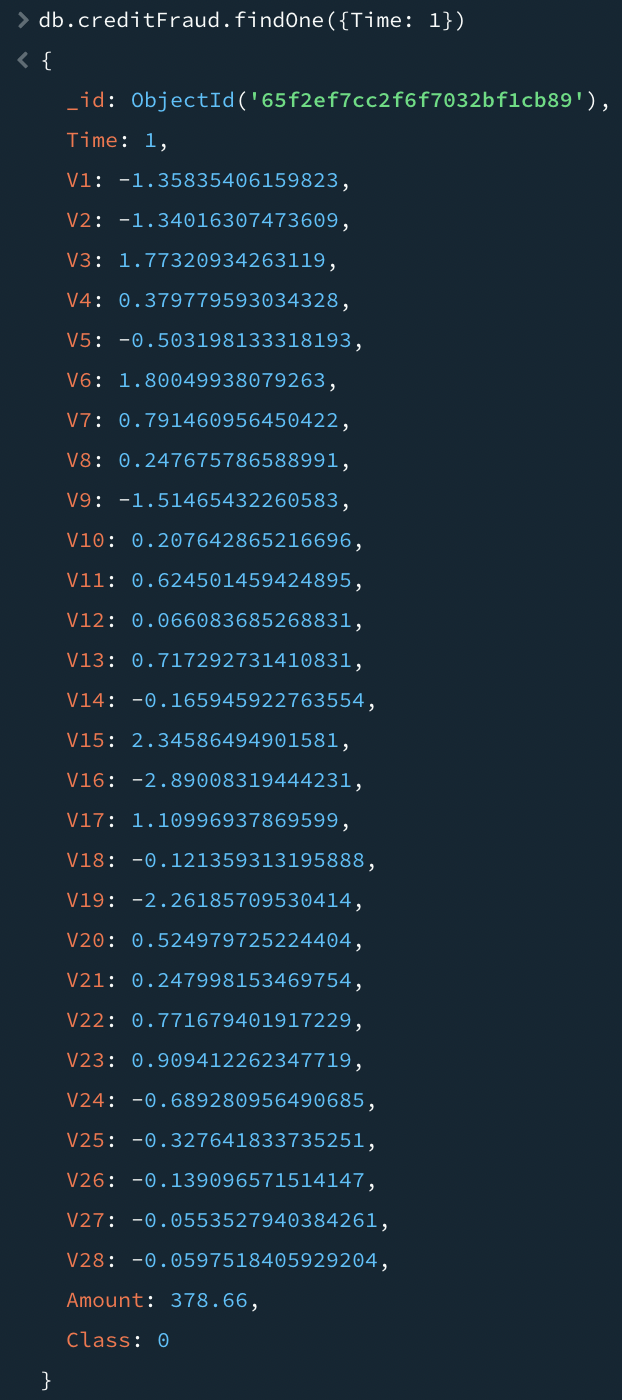 > db.creditFraud.findOne({Time: 1})
< {
_id: ObjectId('65f2ef7cc2f6f7032bf1cb89'),
Time: 1,
V1: -1.35835406159823,
V2: -1.34016307473609,
V3: 1.77320934263119,
V4: 0.379779593034328,
V5: -0.503198133318193,
V6: 1.80049938079263,
V7: 0.791460956450422,
V8: 0.247675786588991,
V9: -1.51465432260583,
V10: 0.207642865216696,
V11: 0.624501459424895,
V12: 0.066083685268831,
V13: 0.717292731410831,
V14: -0.165945922763554,
V15: 2.34586494901581,
V16: -2.89008319444231,
V17: 1.10996937869599,
V18: -0.121359313195888,
V19: -2.26185709530414,
V20: 0.524979725224404,
V21: 0.247998153469754,
V22: 0.771679401917229,
V23: 0.909412262347719,
V24: -0.689280956490685,
V25: -0.327641833735251,
V26: -0.139096571514147,
V27: -0.0553527940384261,
V28: -0.0597518405929204,
Amount: 378.66,
Class: 0
}